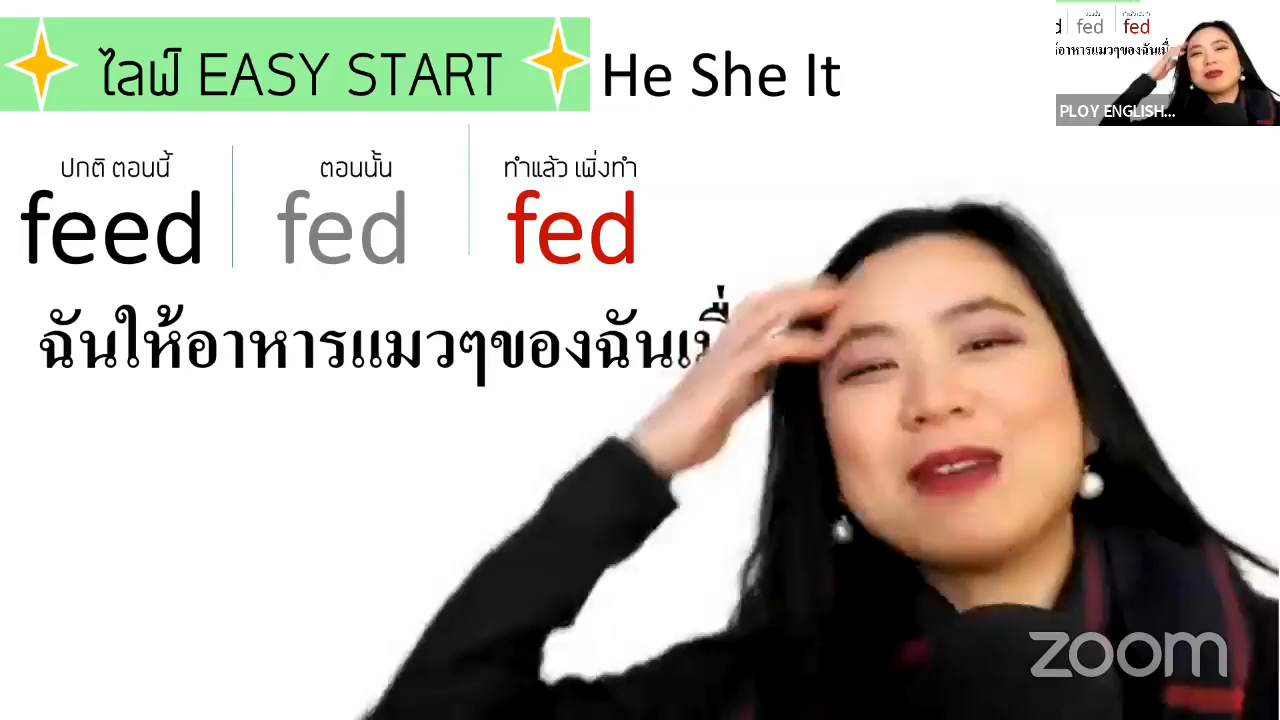 ไลฟ์ EASY START He She It
ปกติ ตอนนี้ ตอนนั้น ทำแล้ว เพิ่งทำ
feed fed fed
ฉันให้อาหารแมวๆของฉัน
fed fed
PLOY ENGLISH...
zoom